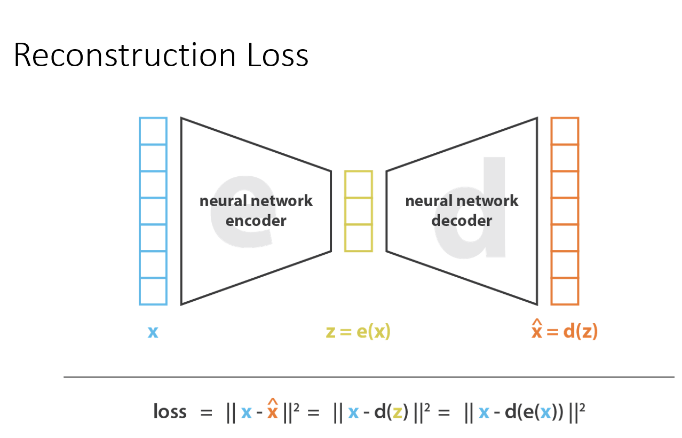 Reconstruction Loss
e
d
neural network
encoder
neural network
decoder
x
z = e(x)
x̂ = d(z)
loss = || x - x̂ ||² = || x - d(z) ||² = || x - d(e(x)) ||²